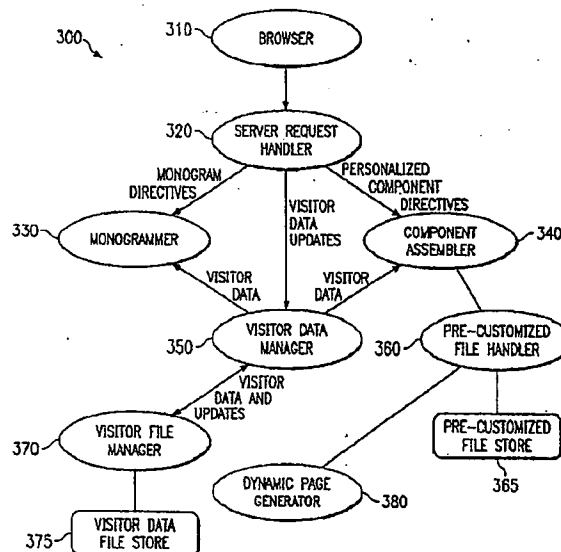 300
310
BROWSER
320
SERVER REQUEST
HANDLER
MONOGRAM
DIRECTIVES
VISITOR
DATA
UPDATES
PERSONALIZED
COMPONENT
DIRECTIVES
330
MONOGRAMMER
COMPONENT
ASSEMBLER
340
VISITOR
DATA
VISITOR
DATA
350
VISITOR DATA
MANAGER
360
PRE-CUSTOMIZED
FILE HANDLER
VISITOR
DATA AND
UPDATES
370
VISITOR FILE
MANAGER
PRE-CUSTOMIZED
FILE STORE
365
DYNAMIC PAGE
GENERATOR
380
375
VISITOR DATA
FILE STORE